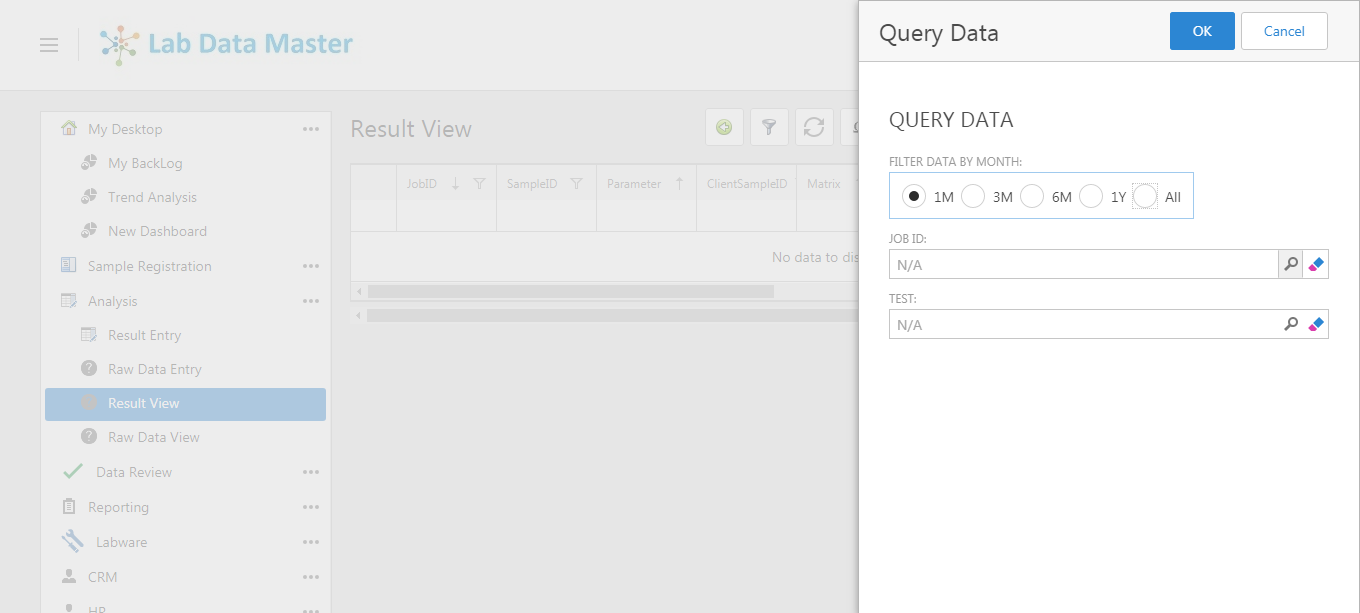 Lab Data Master
My Desktop
My BackLog
Trend Analysis
New Dashboard
Sample Registration
Analysis
Result Entry
Raw Data Entry
Result View
Raw Data View
Data Review
Reporting
Labware
CRM
HR
Result View
JobID SampleID Parameter ClientSampleID Matrix
No data to dis
Query Data
OK Cancel
QUERY DATA
FILTER DATA BY MONTH:
1M 3M 6M 1Y All
JOB ID:
N/A
TEST:
N/A